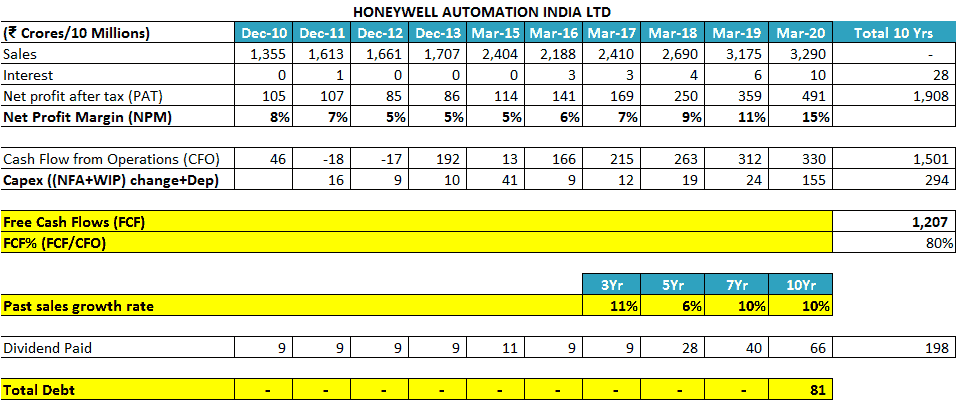 HONEYWELL AUTOMATION INDIA LTD
(₹ Crores/10 Millions) Dec-10 Dec-11 Dec-12 Dec-13 Mar-15 Mar-16 Mar-17 Mar-18 Mar-19 Mar-20 Total 10 Yrs
Sales 1,355 1,613 1,661 1,707 2,404 2,188 2,410 2,690 3,175 3,290 -
Interest 0 1 0 0 0 3 3 4 6 10 28
Net profit after tax (PAT) 105 107 85 86 114 141 169 250 359 491 1,908
Net Profit Margin (NPM) 8% 7% 5% 5% 5% 6% 7% 9% 11% 15%
Cash Flow from Operations (CFO) 46 -18 -17 192 13 166 215 263 312 330 1,501
Capex ((NFA+WIP) change+Dep) 16 9 10 41 9 12 19 24 155 294
Free Cash Flows (FCF) 1,207
FCF% (FCF/CFO) 80%
3Yr 5Yr 7Yr 10Yr
Past sales growth rate 11% 6% 10% 10%
Dividend Paid 9 9 9 9 11 9 9 28 40 66 198
Total Debt - - - - - - - - - 81